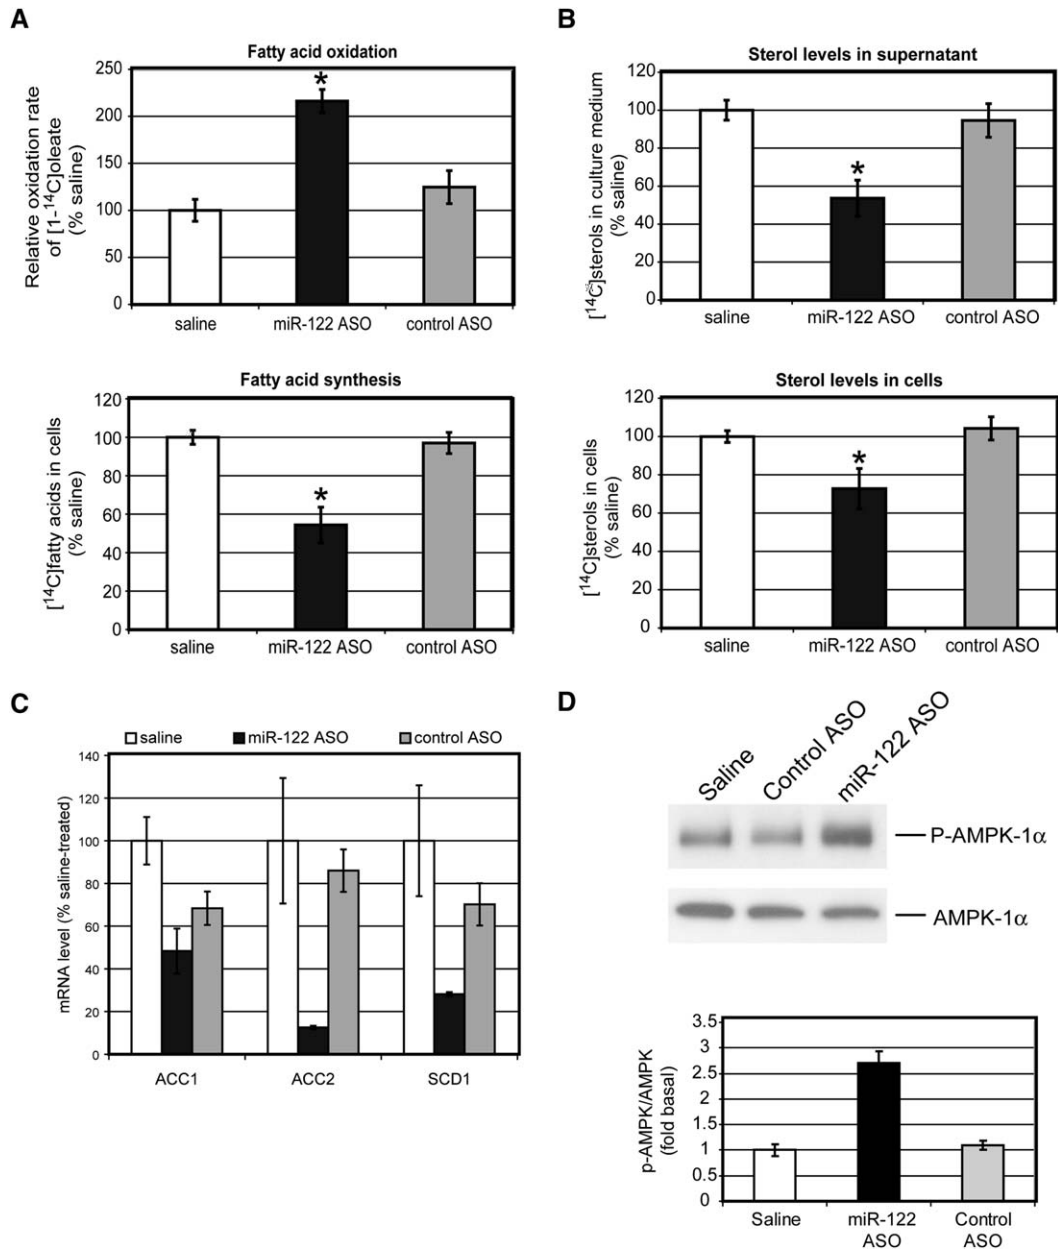 A
Fatty acid oxidation
Relative oxidation rate
of [1-¹⁴C]oleate
(% saline)
250
200
150
100
50
0
*
saline miR-122 ASO control ASO
Fatty acid synthesis
[¹⁴C]fatty acids in cells
(% saline)
120
100
80
60
40
20
0
*
saline miR-122 ASO control ASO
B
Sterol levels in supernatant
[¹⁴C]sterols in culture medium
(% saline)
120
100
80
60
40
20
0
*
saline miR-122 ASO control ASO
Sterol levels in cells
[¹⁴C]sterols in cells
(% saline)
120
100
80
60
40
20
0
*
saline miR-122 ASO control ASO
C
saline miR-122 ASO control ASO
mRNA level (% saline-treated)
140
120
100
80
60
40
20
0
ACC1 ACC2 SCD1
D
Saline Control ASO miR-122 ASO
P-AMPK-1α
AMPK-1α
p-AMPK/AMPK
(fold basal)
3.5
3
2.5
2
1.5
1
0.5
0
Saline miR-122 Control
ASO ASO